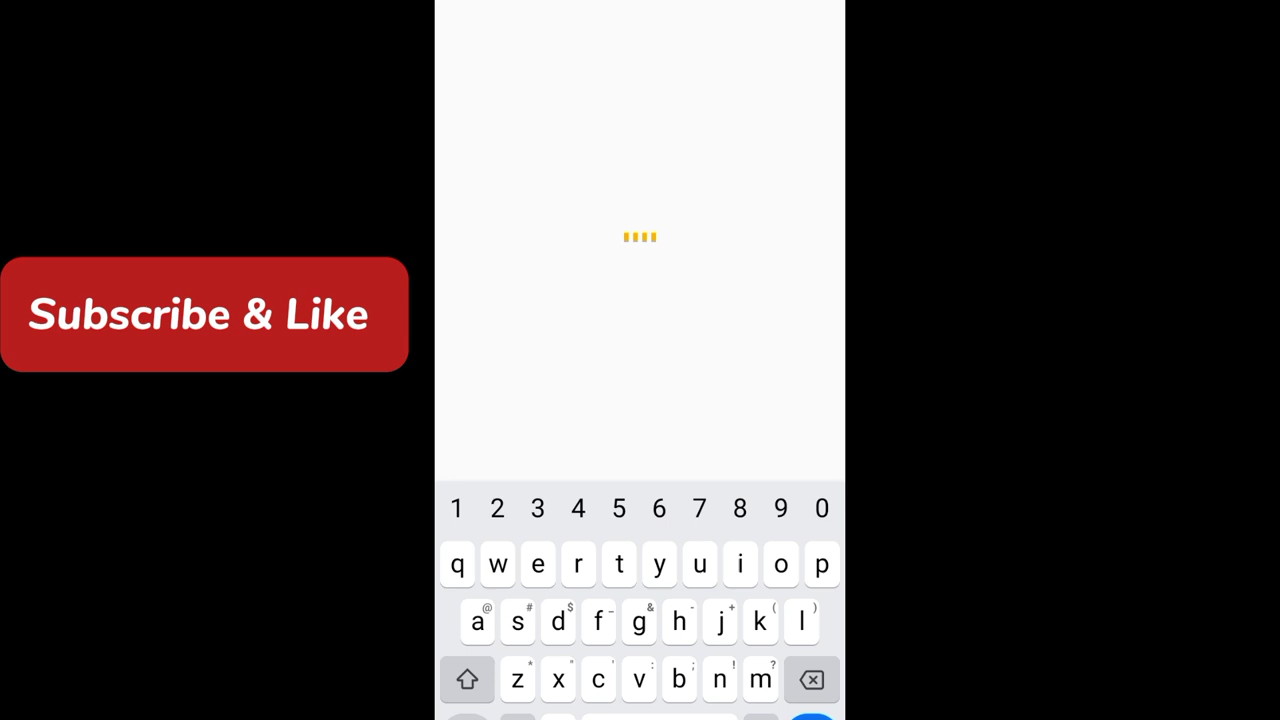 Subscribe & Like
1 2 3 4 5 6 7 8 9 0
q w e r t y u i o p
@ # $ _ & - + ( )
a s d f g h j k l
* " ' : ; ! ?
z x c v b n m